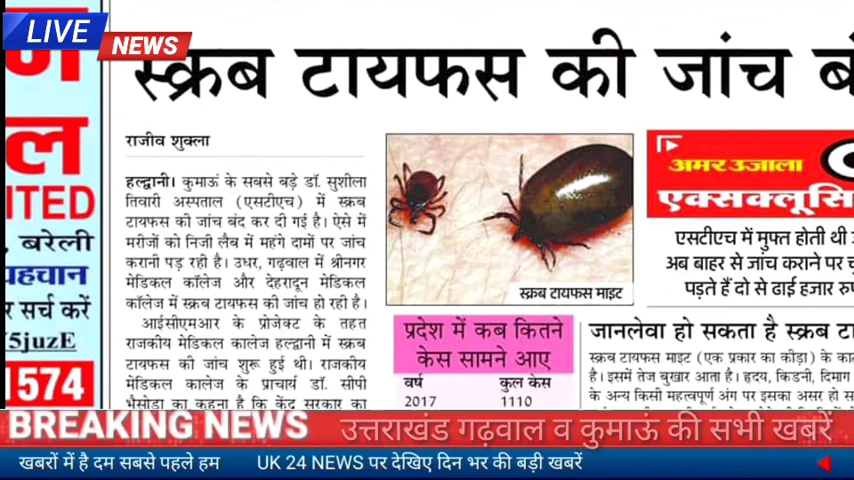 LIVE
NEWS
स्क्रब टायफस की जांच
राजीव शुक्ला
हल्द्वानी। कुमाऊं के सबसे बड़े डॉ. सुशीला
तिवारी अस्पताल (एसटीएच) में स्क्रब
टायफस की जांच बंद कर दी गई है। ऐसे में
मरीजों को निजी लैब में महंगे दामों पर जांच
करानी पड़ रही है। उधर, गढ़वाल में श्रीनगर
मेडिकल कॉलेज और देहरादून मेडिकल
कॉलेज में स्क्रब टायफस की जांच हो रही है।
आईसीएमआर के प्रोजेक्ट के तहत
राजकीय मेडिकल कालेज हल्द्वानी में स्क्रब
टायफस की जांच शुरू हुई थी। राजकीय
मेडिकल कालेज के प्राचार्य डॉ. सीपी
भैसोड़ा का कहना है कि केंद्र सरकार का
स्क्रब टायफस माइट
प्रदेश में कब कितने
केस सामने आए
वर्ष कुल केस
2017 1110
अमर उजाला
एक्सक्लूसि
एसटीएच में मुफ्त होती थी
अब बाहर से जांच कराने पर
पड़ते हैं दो से ढाई हजार
जानलेवा हो सकता है स्क्रब
स्क्रब टायफस माइट (एक प्रकार का कीड़ा) के
है। इसमें तेज बुखार आता है। हृदय, किडनी, दिमाग
के अन्य किसी महत्वपूर्ण अंग पर इसका असर हो
ल
ITED
बरेली
पहचान
र सर्च करें
5juzE
1574
BREAKING NEWS
उत्तराखंड गढ़वाल व कुमाऊं की सभी खबरें
खबरों में है दम सबसे पहले हम UK 24 NEWS पर देखिए दिन भर की बड़ी खबरें